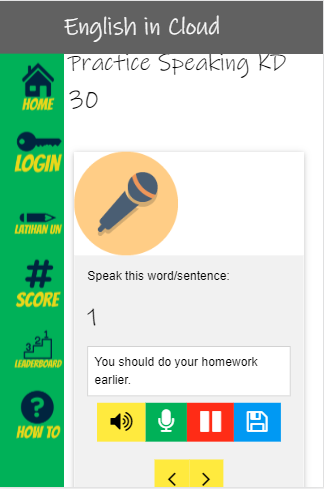 English in Cloud
Practice Speaking KD
30
HOME
LOGIN
LATIHAN UN
SCORE
321
LEADERBOARD
?
HOW TO
Speak this word/sentence:
1
You should do your homework
earlier.